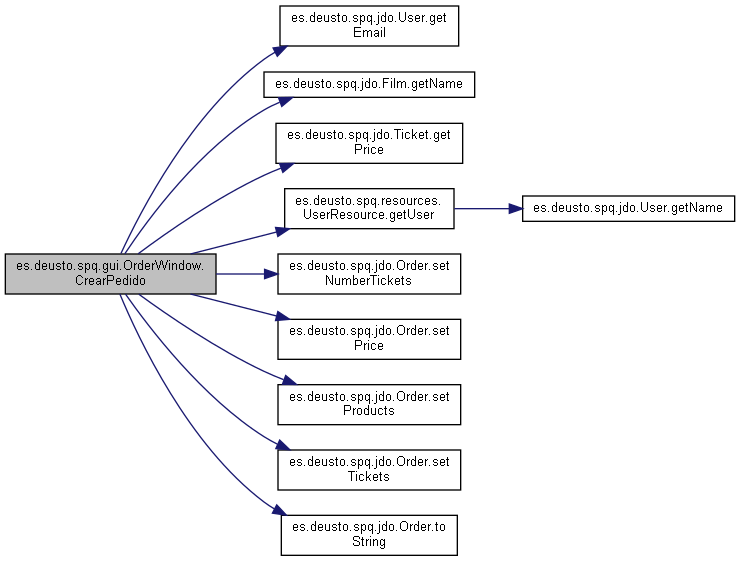 es.deusto.spq.jdo.User.get
Email
es.deusto.spq.jdo.Film.getName
es.deusto.spq.jdo.Ticket.get
Price
es.deusto.spq.resources.
UserResource.getUser
es.deusto.spq.jdo.User.getName
es.deusto.spq.gui.OrderWindow.
CrearPedido
es.deusto.spq.jdo.Order.set
NumberTickets
es.deusto.spq.jdo.Order.set
Price
es.deusto.spq.jdo.Order.set
Products
es.deusto.spq.jdo.Order.set
Tickets
es.deusto.spq.jdo.Order.to
String